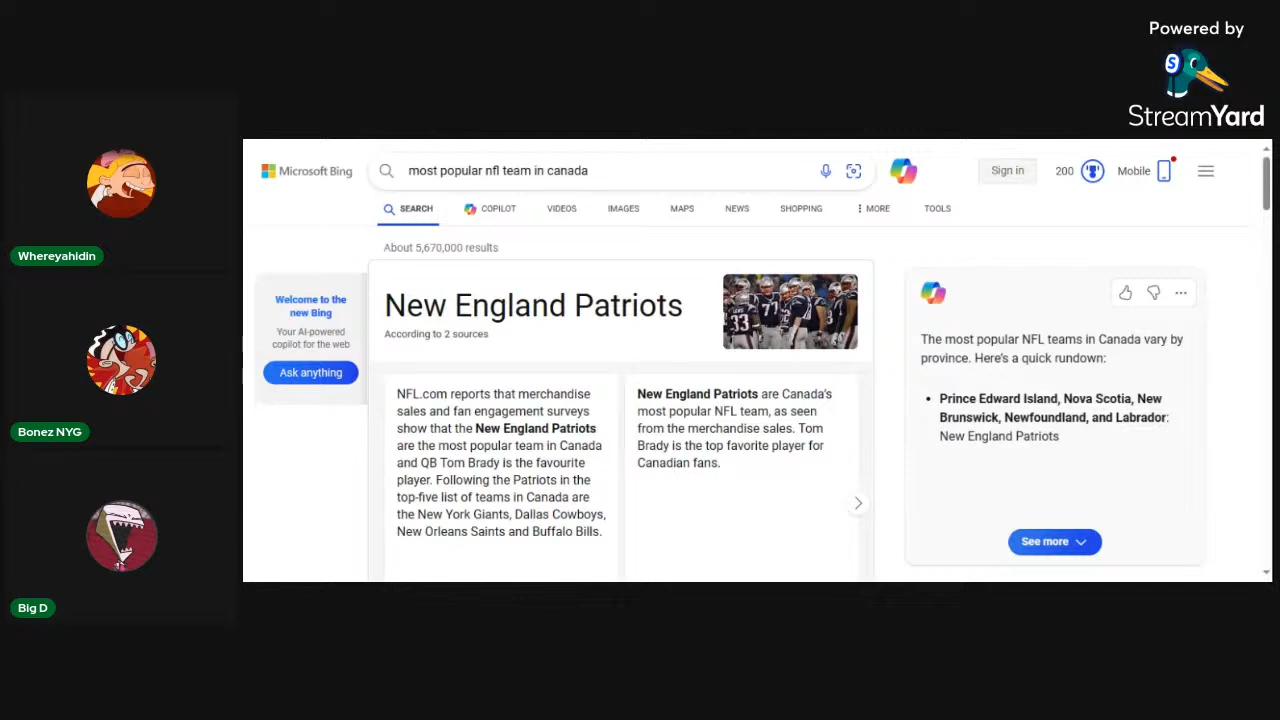 Powered by
StreamYard
Whereyahidin
Bonez NYG
Big D
Microsoft Bing
most popular nfl team in canada
Sign in
200
Mobile
SEARCH
COPILOT
VIDEOS
IMAGES
MAPS
NEWS
SHOPPING
MORE
TOOLS
About 5,670,000 results
Welcome to the
new Bing
Your AI-powered
copilot for the web
Ask anything
New England Patriots
According to 2 sources
NFL.com reports that merchandise
sales and fan engagement surveys
show that the New England Patriots
are the most popular team in Canada
and QB Tom Brady is the favourite
player. Following the Patriots in the
top-five list of teams in Canada are
the New York Giants, Dallas Cowboys,
New Orleans Saints and Buffalo Bills.
New England Patriots are Canada's
most popular NFL team, as seen
from the merchandise sales. Tom
Brady is the top favorite player for
Canadian fans.
The most popular NFL teams in Canada vary by
province. Here's a quick rundown:
• Prince Edward Island, Nova Scotia, New
Brunswick, Newfoundland, and Labrador:
New England Patriots
See more